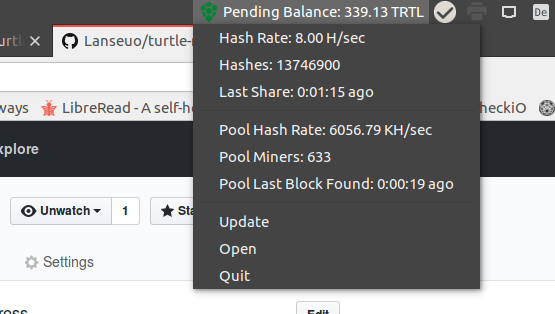 Pending Balance: 339.13 TRTL
De
Lanseuo/turtle-
Hash Rate: 8.00 H/sec
Hashes: 13746900
Last Share: 0:01:15 ago
ways
LibreRead - A self-h
heckiO
Pool Hash Rate: 6056.79 KH/sec
xplore
Pool Miners: 633
Pool Last Block Found: 0:00:19 ago
Unwatch
1
Sta
Update
Settings
Open
Quit
ress
Edit